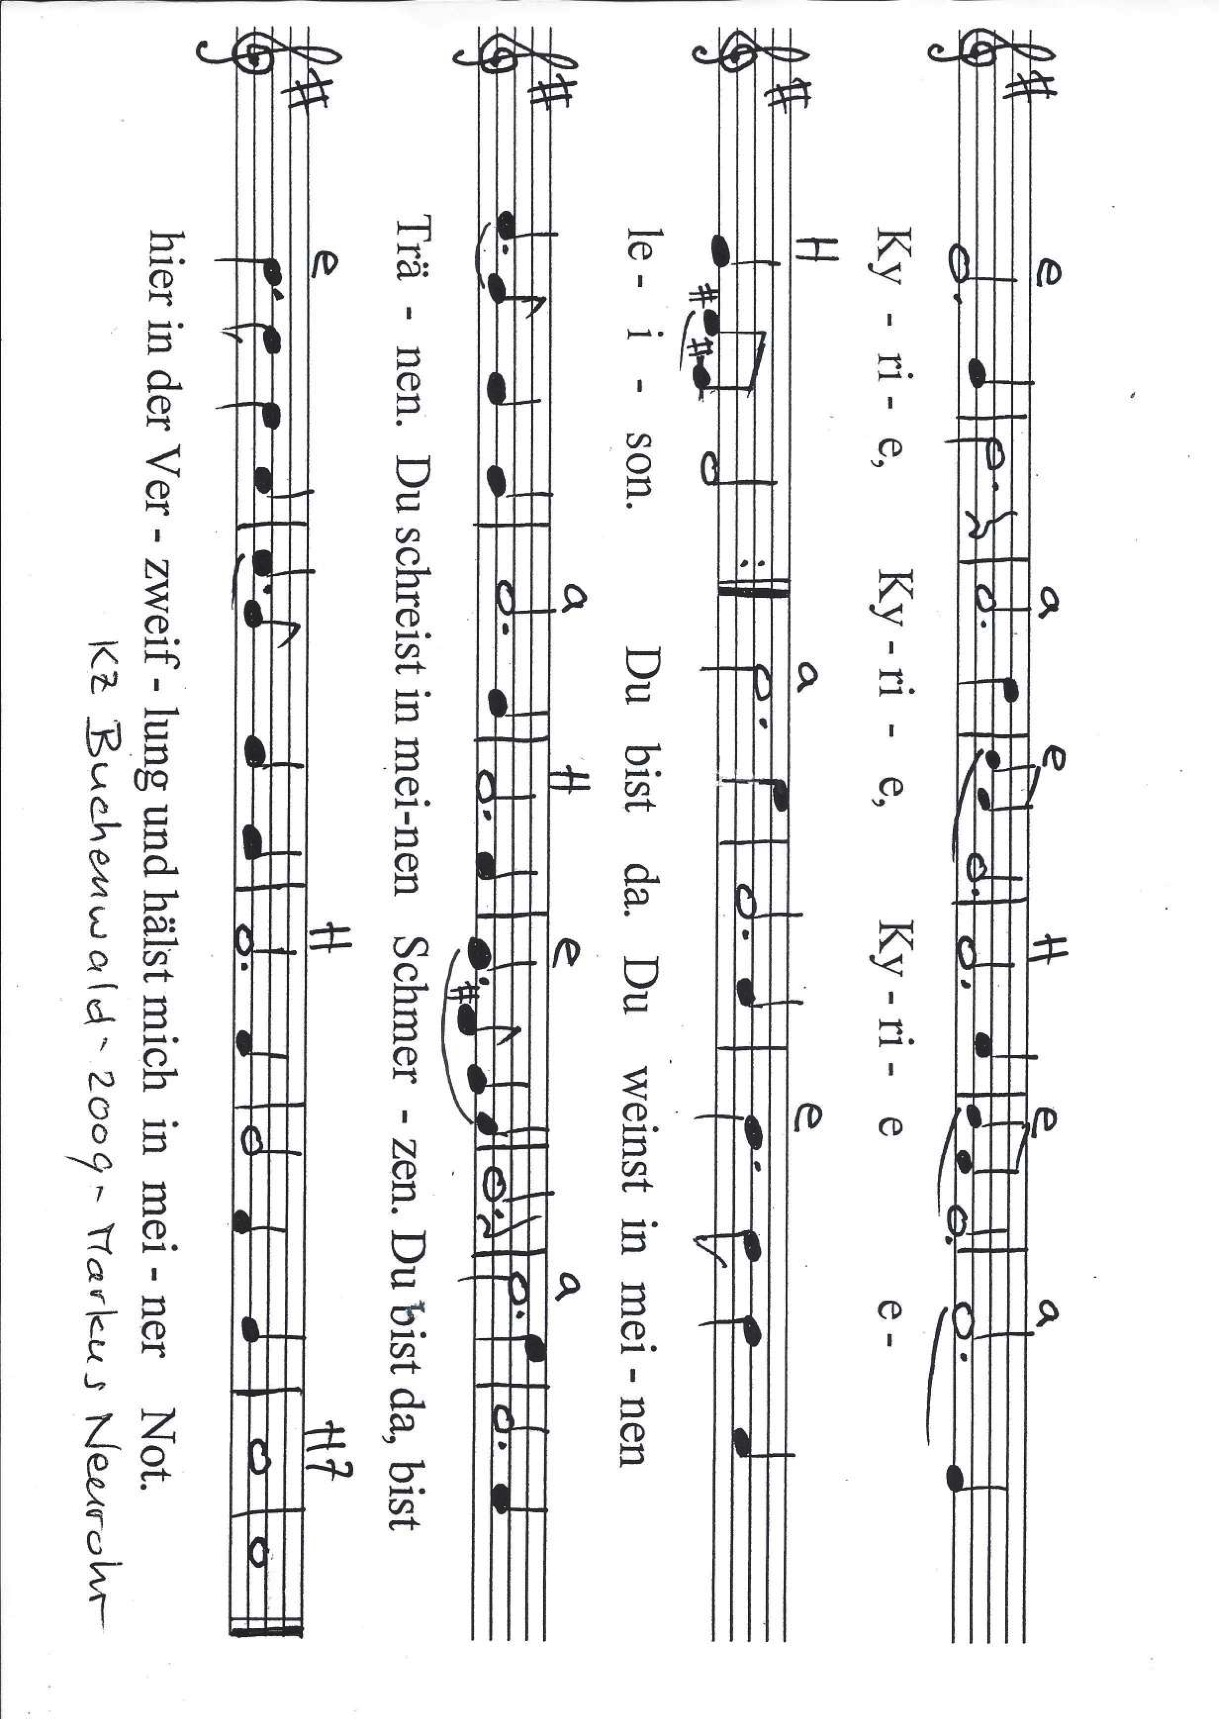 e a e H e a
Ky - ri - e, Ky - ri - e, Ky - ri - e e -
H a e
le - i - son. Du bist da. Du weinst in mei - nen
a H e a
Trä - nen. Du schreist in mei-nen Schmer - zen. Du bist da, bist
e H H7
hier in der Ver - zweif - lung und hälst mich in mei - ner Not.
KZ Buchenwald - 2009 - Markus Neurohr